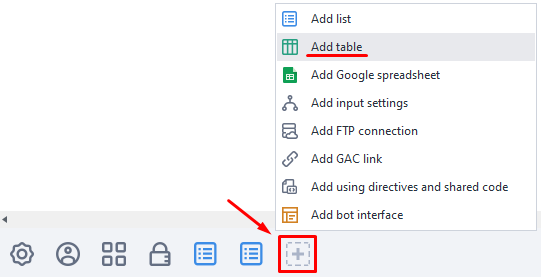 Add list
Add table
Add Google spreadsheet
Add input settings
Add FTP connection
Add GAC link
Add using directives and shared code
Add bot interface